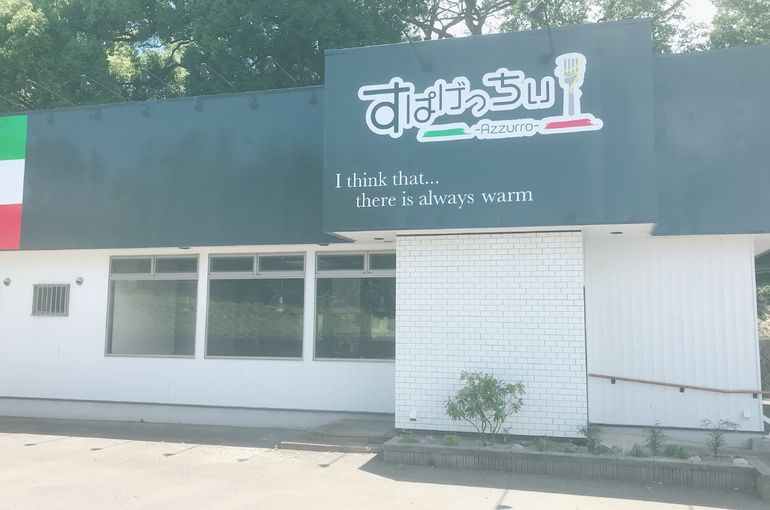 すぱげっちぃ
-Azzurro-
I think that...
there is always warm